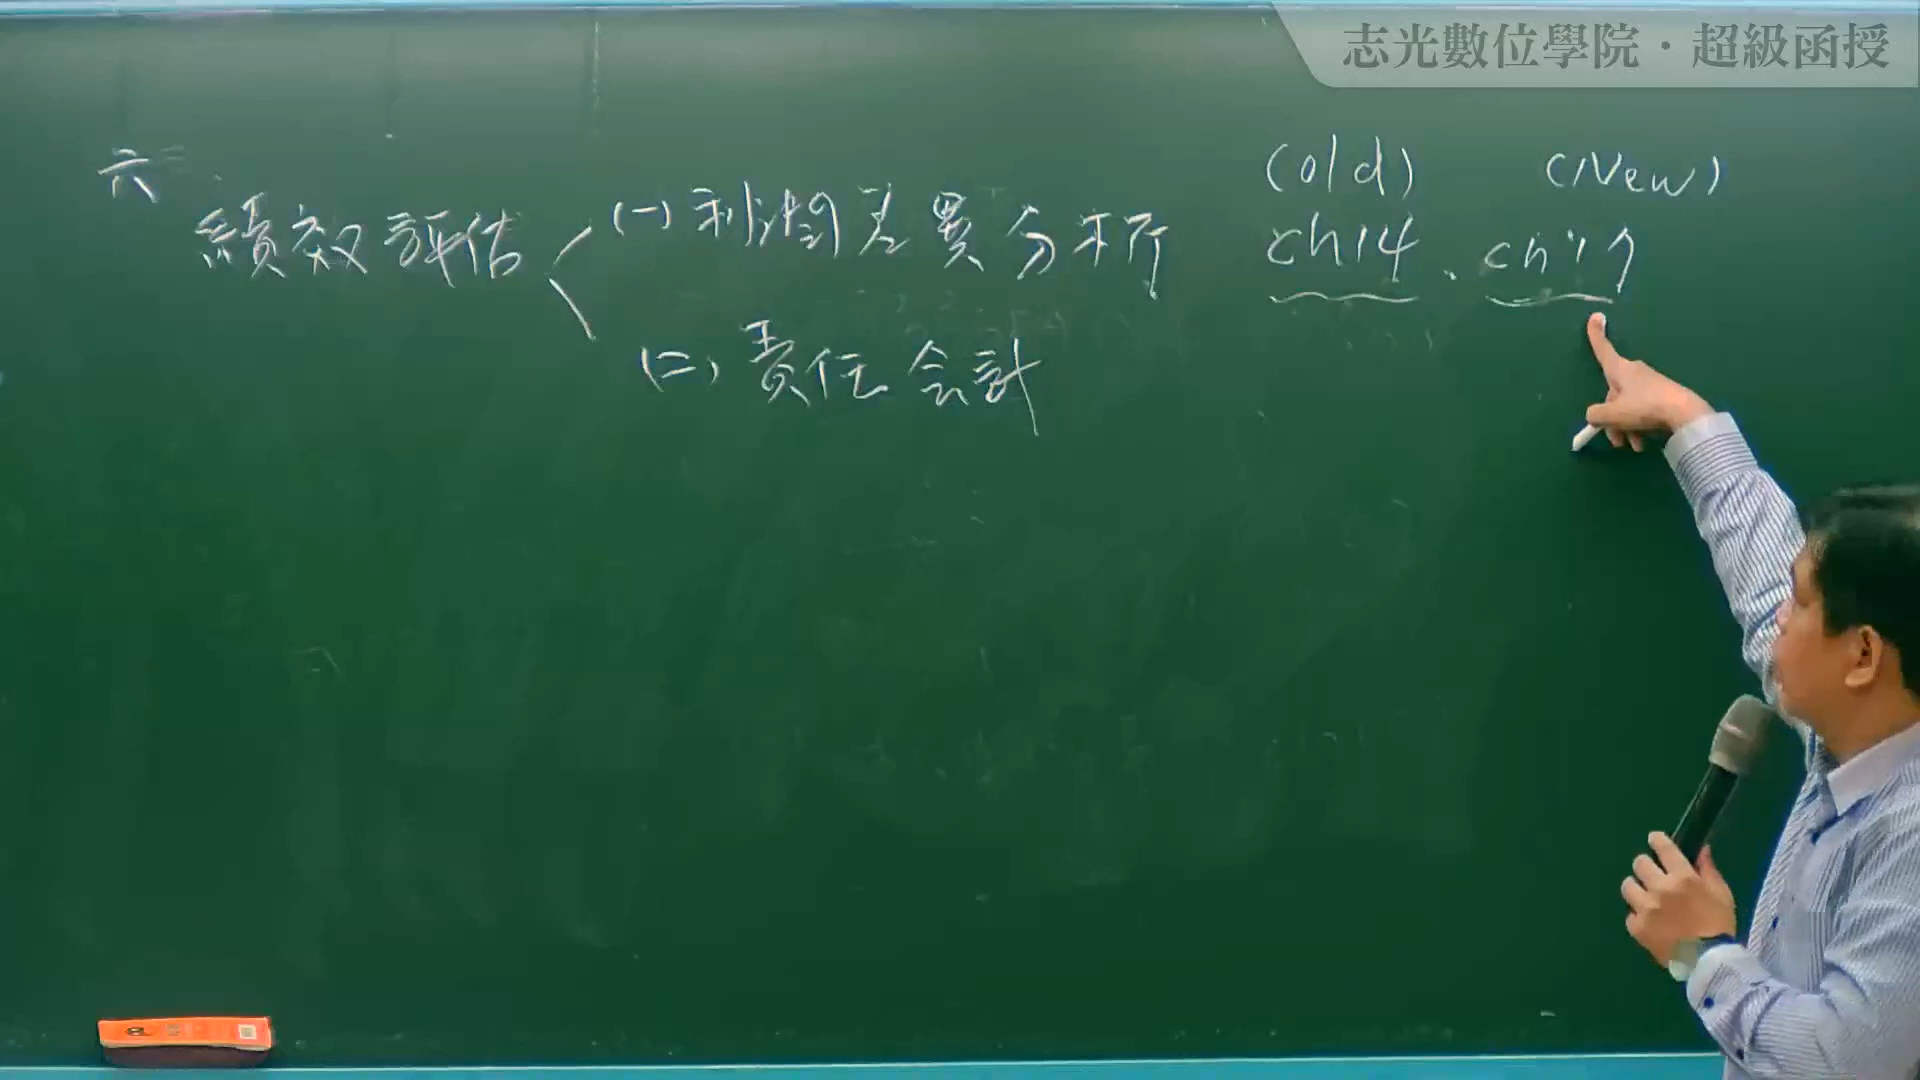 志光數位學院・超級函授
六
績效評估
(一)利潤差異分析
(old)
ch14、
(New)
ch17
(二)責任会計